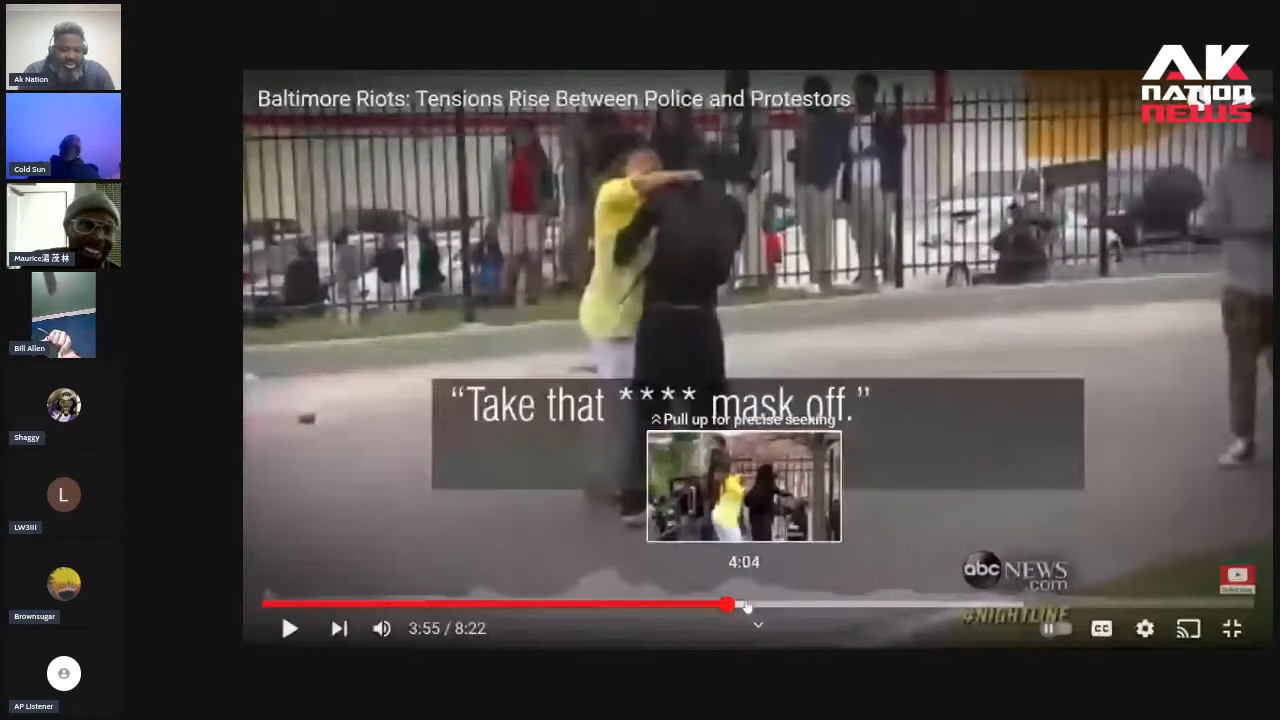 Ak Nation
Cold Sun
Maurice湯 茂 林
Bill Allen
Shaggy
L
LW3III
Brownsugar
AP Listener
AK
NATION
NEWS
Baltimore Riots: Tensions Rise Between Police and Protestors
“Take that **** mask off.”
Pull up for precise seeking
4:04
abc NEWS
.com
#NIGHTLINE
3:55 / 8:22
CC